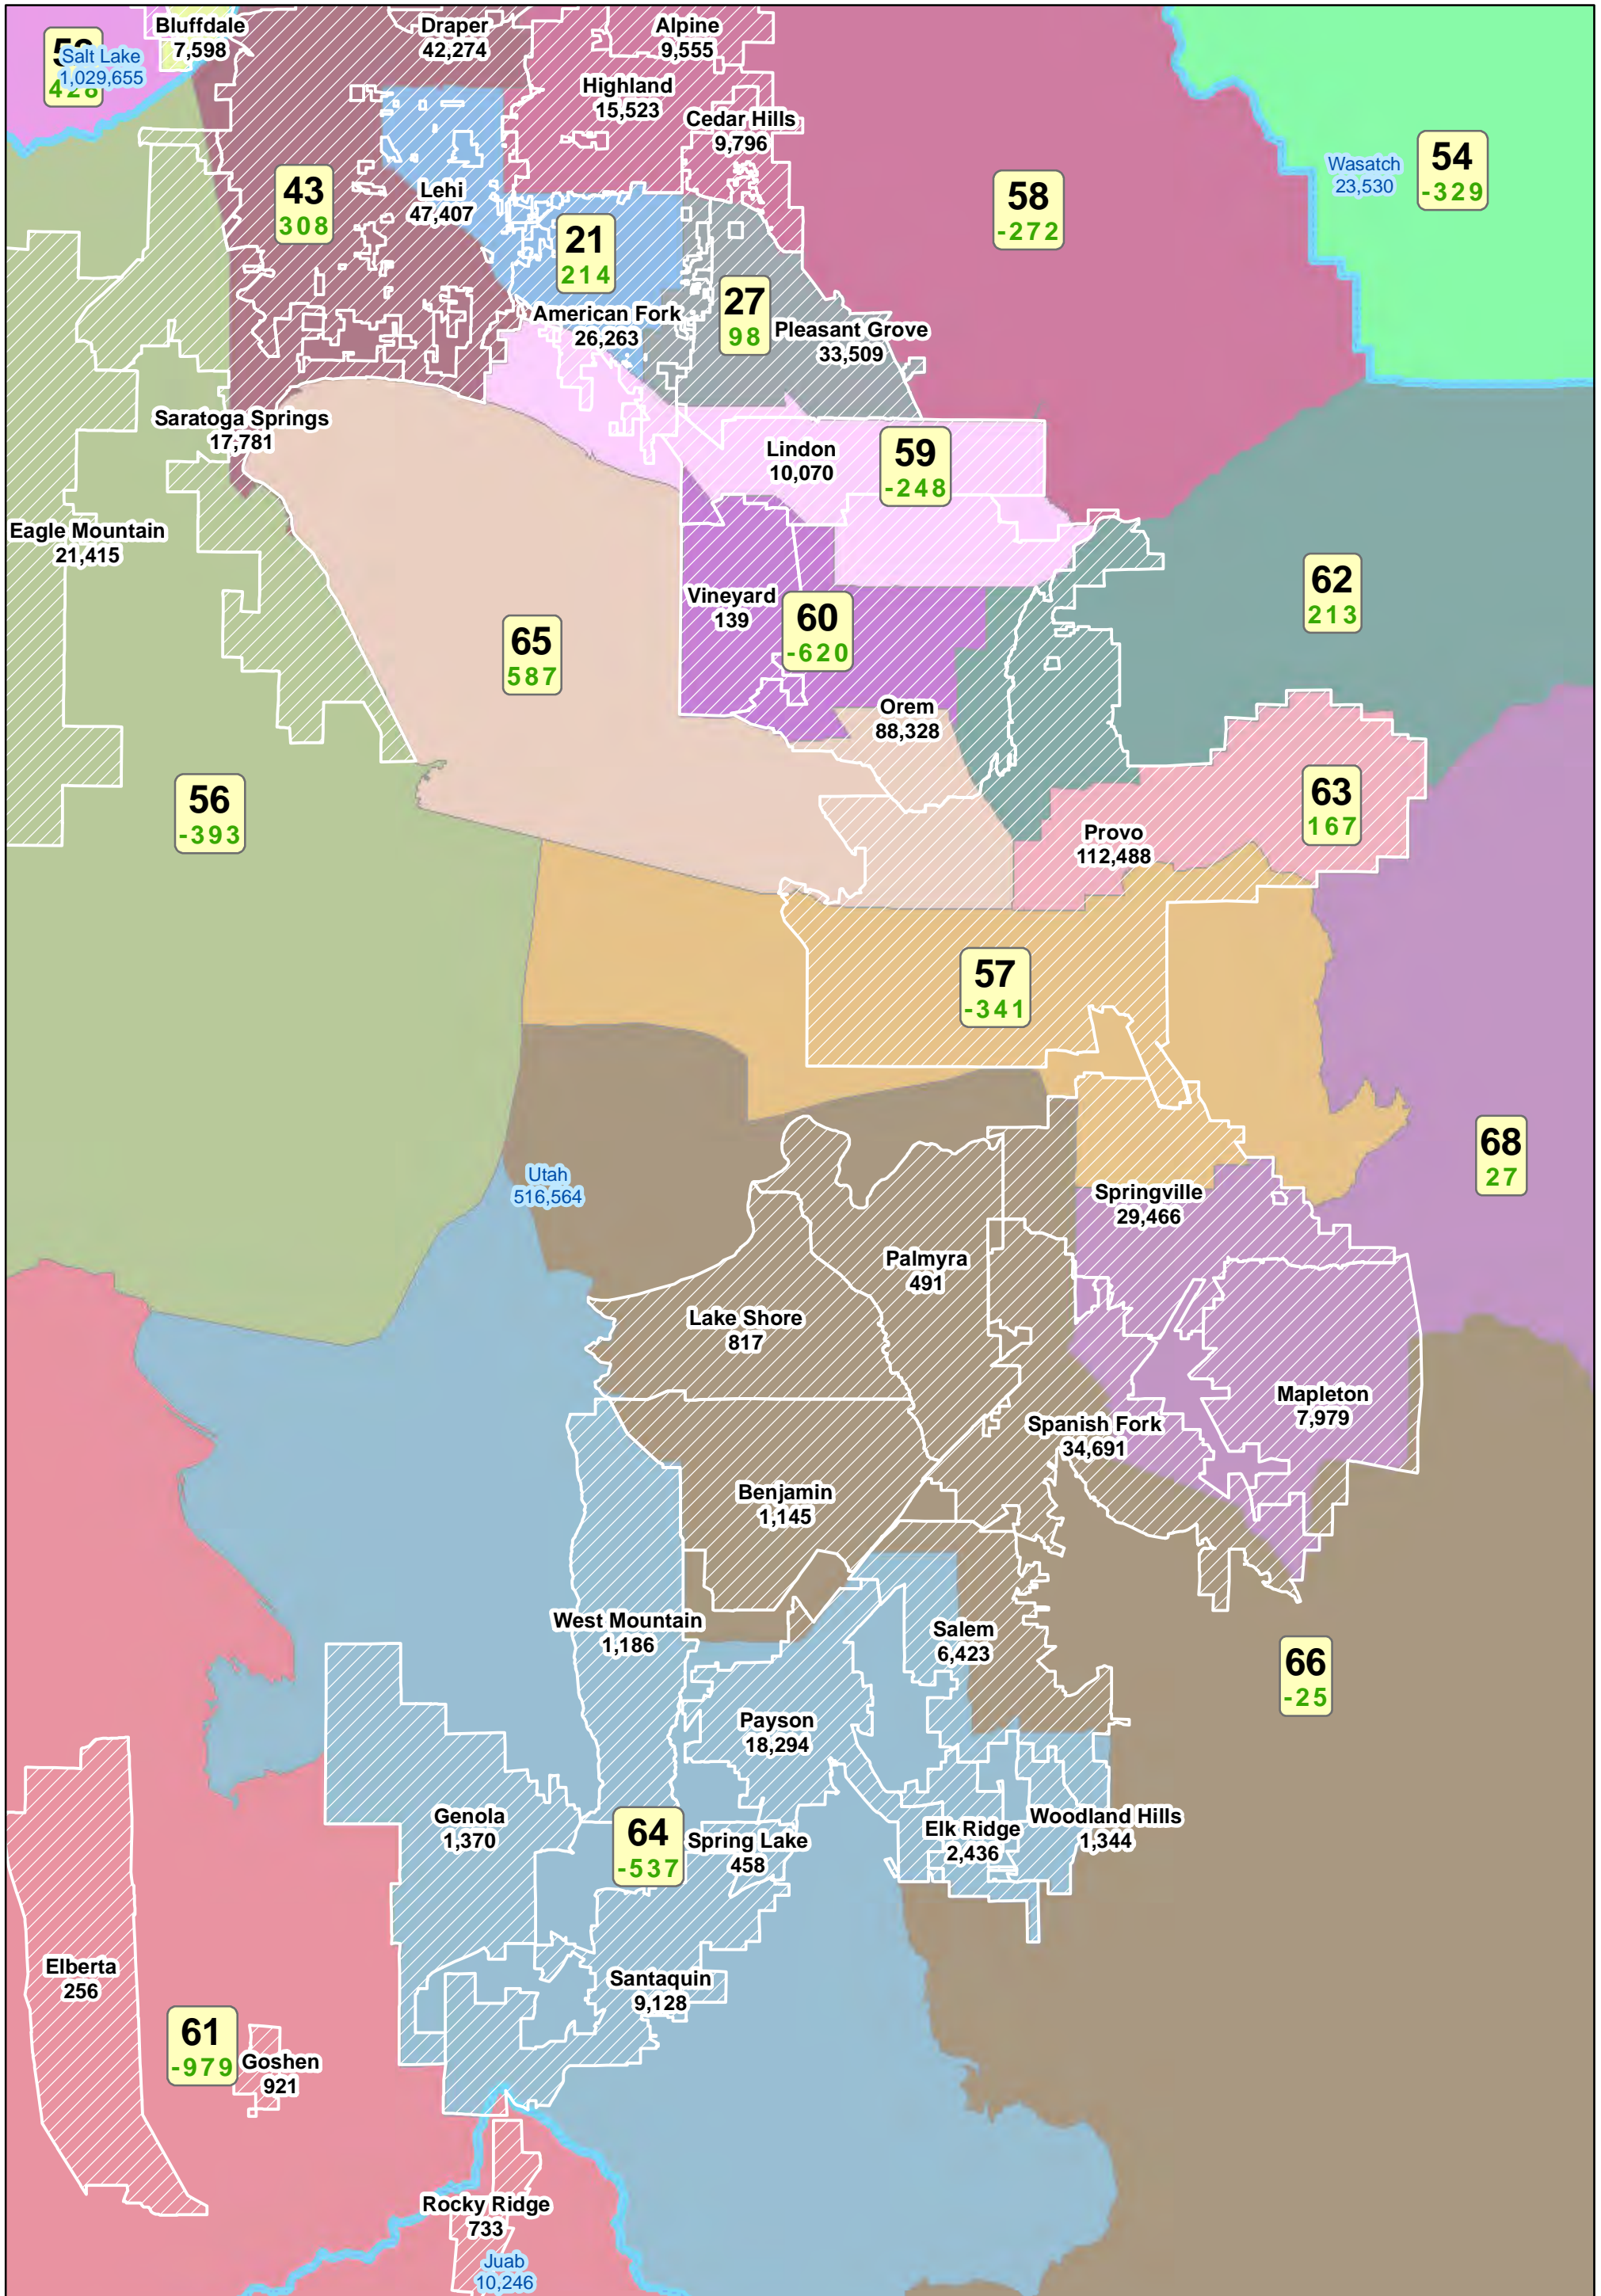 Bluffdale
7,598
Draper
42,274
Alpine
9,555
Salt Lake
1,029,655
428
Highland
15,523
Cedar Hills
9,796
Wasatch
23,530
54
-329
43
308
Lehi
47,407
58
-272
21
214
27
98
American Fork
26,263
Pleasant Grove
33,509
Saratoga Springs
17,781
Lindon
10,070
59
-248
Eagle Mountain
21,415
62
213
Vineyard
139
60
-620
65
587
Orem
88,328
56
-393
63
167
Provo
112,488
57
-341
68
27
Utah
516,564
Springville
29,466
Palmyra
491
Lake Shore
817
Mapleton
7,979
Spanish Fork
34,691
Benjamin
1,145
West Mountain
1,186
Salem
6,423
66
-25
Payson
18,294
Genola
1,370
64
-537
Spring Lake
458
Elk Ridge
2,436
Woodland Hills
1,344
Elberta
256
Santaquin
9,128
61
-979
Goshen
921
Rocky Ridge
733
Juab
10,246